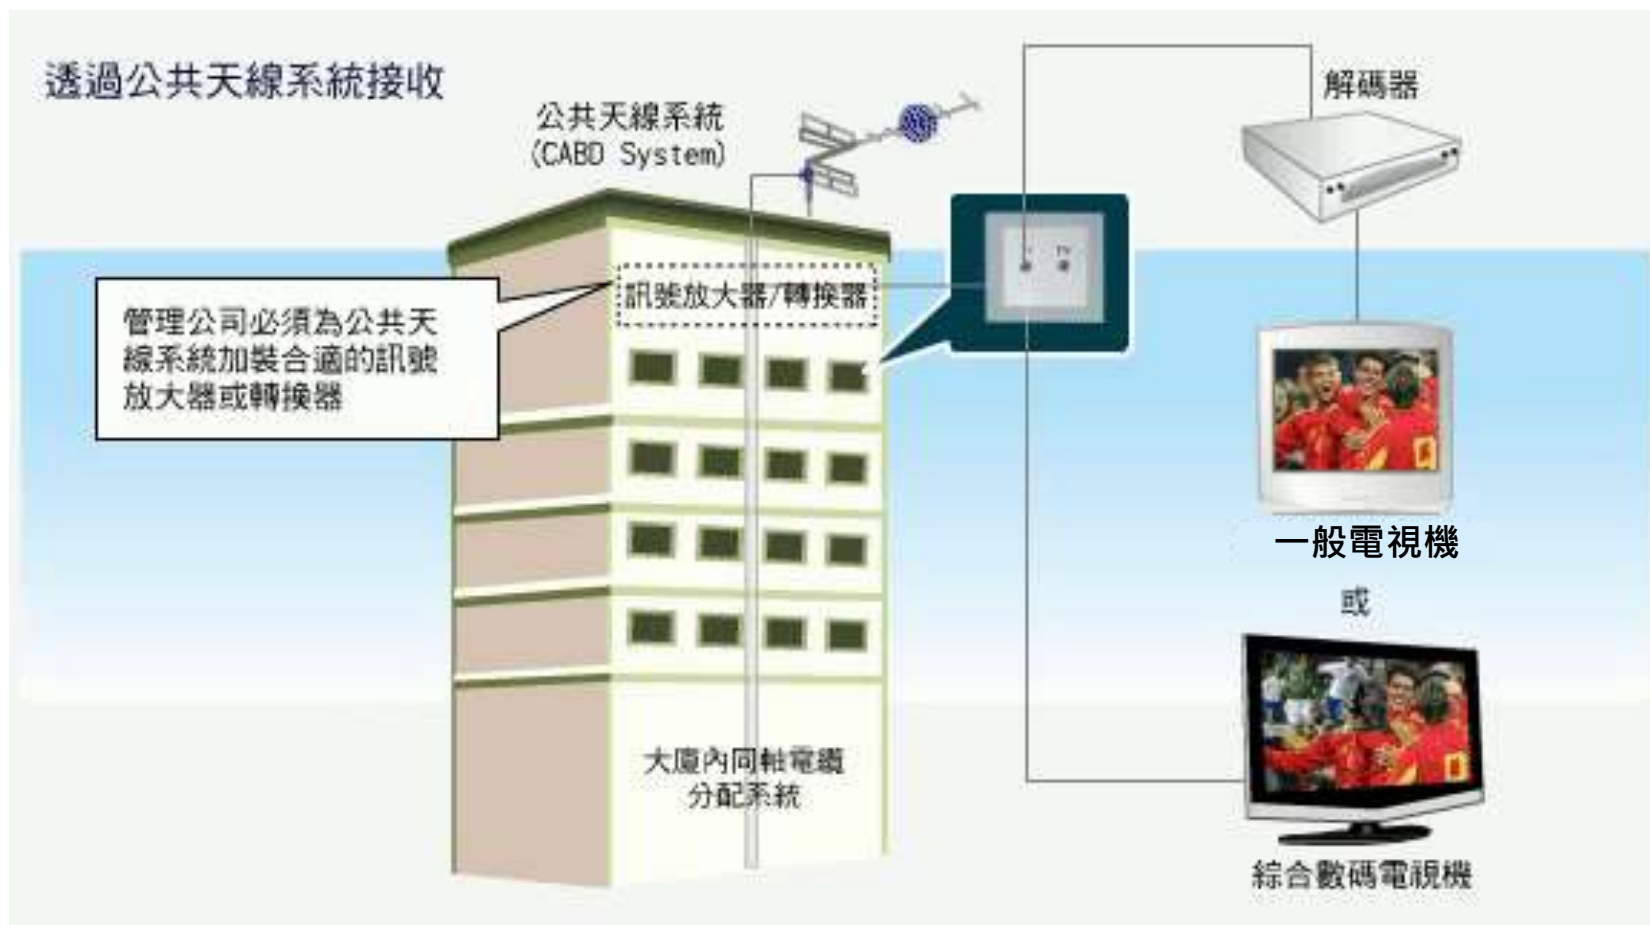 透過公共天線系統接收
公共天線系統
(CABD System)
解碼器
管理公司必須為公共天
線系統加裝合適的訊號
放大器或轉換器
訊號放大器/轉換器
一般電視機
或
大廈內同軸電纜
分配系統
綜合數碼電視機